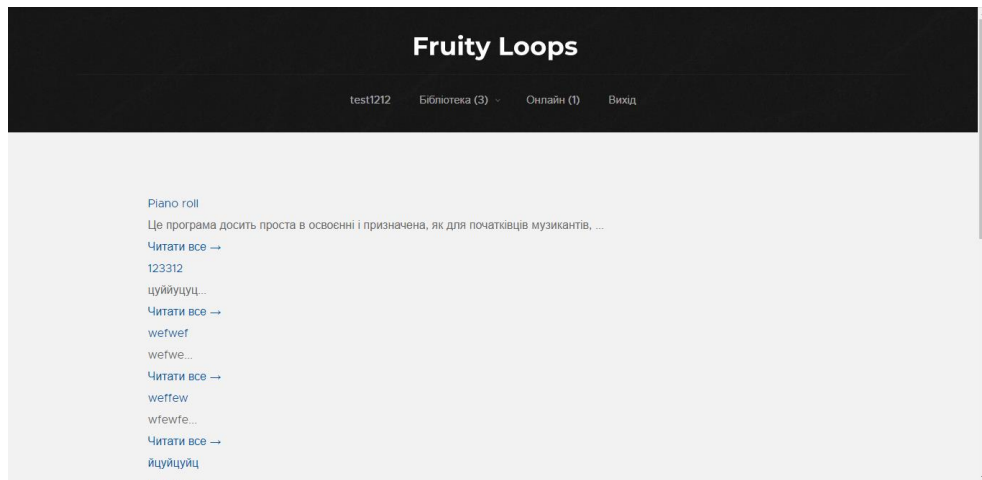 Fruity Loops
test1212 Бібліотека (3) Онлайн (1) Вихід
Piano roll
Це програма досить проста в освоєнні і призначена, як для початківців музикантів, ...
Читати все →
123312
цуййуцуц...
Читати все →
wefwef
wefwe...
Читати все →
weffew
wfewfe...
Читати все →
йцуйцуйц